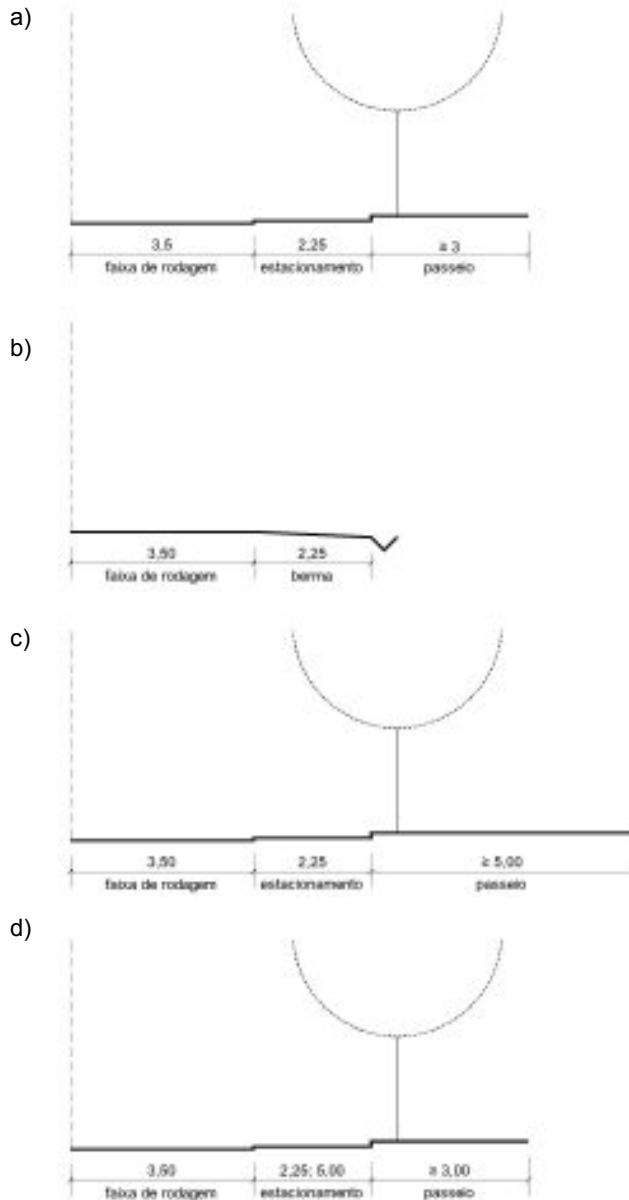 a)
3,5 2,25 ≥ 3
faixa de rodagem estacionamento passeio
b)
3,50 2,25
faixa de rodagem berma
c)
3,50 2,25 ≥ 5,00
faixa de rodagem estacionamento passeio
d)
3,50 2,25; 5,00 ≥ 3,00
faixa de rodagem estacionamento passeio